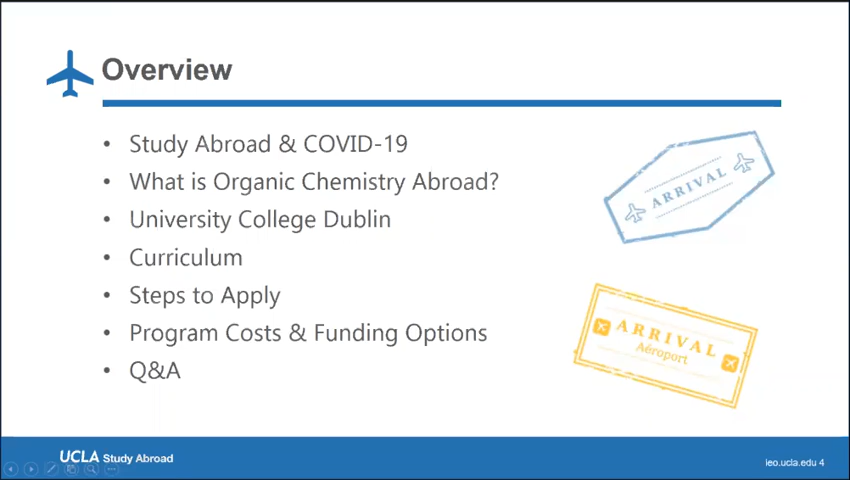 Overview
• Study Abroad & COVID-19
• What is Organic Chemistry Abroad?
• University College Dublin
• Curriculum
• Steps to Apply
• Program Costs & Funding Options
• Q&A
ARRIVAL
ARRIVAL
Aéroport
UCLA Study Abroad
ieo.ucla.edu 4